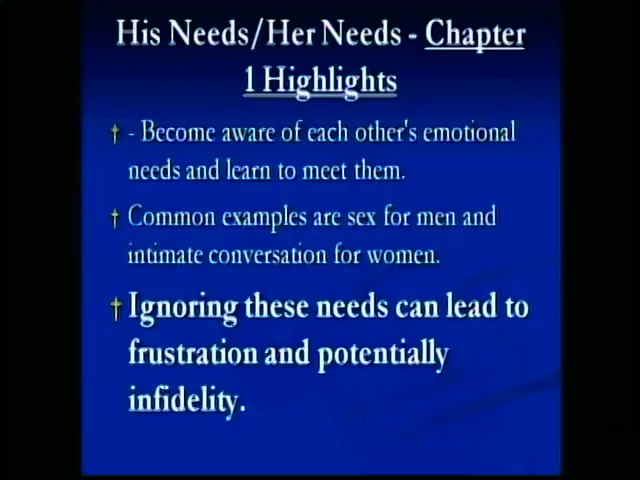 His Needs/Her Needs - Chapter
1 Highlights
† - Become aware of each other's emotional
needs and learn to meet them.
† Common examples are sex for men and
intimate conversation for women.
† Ignoring these needs can lead to
frustration and potentially
infidelity.